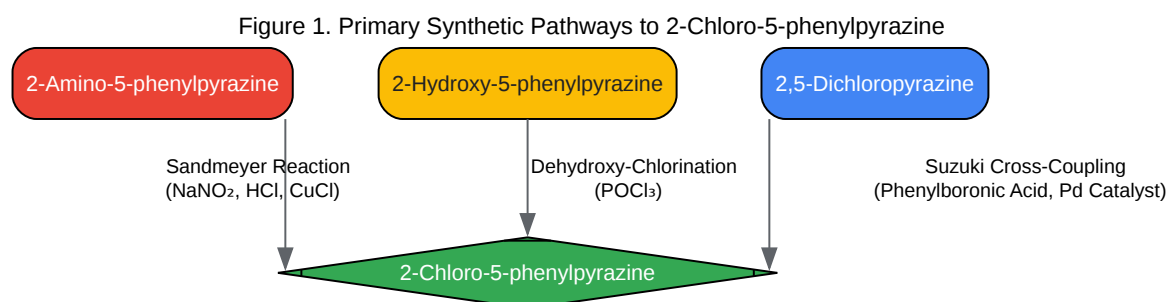 Figure 1. Primary Synthetic Pathways to 2-Chloro-5-phenylpyrazine
2-Amino-5-phenylpyrazine
2-Hydroxy-5-phenylpyrazine
2,5-Dichloropyrazine
Sandmeyer Reaction
(NaNO₂, HCl, CuCl)
Dehydroxy-Chlorination
(POCl₃)
Suzuki Cross-Coupling
(Phenylboronic Acid, Pd Catalyst)
2-Chloro-5-phenylpyrazine